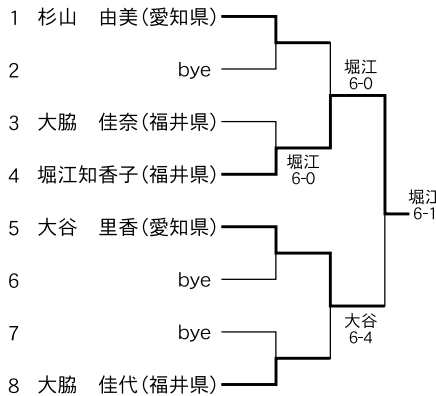 1 杉山　由美(愛知県)
2 bye
3 大脇　佳奈(福井県)
4 堀江知香子(福井県)
5 大谷　里香(愛知県)
6 bye
7 bye
8 大脇　佳代(福井県)
堀江
6-0
堀江
6-0
大谷
6-4
堀江
6-1